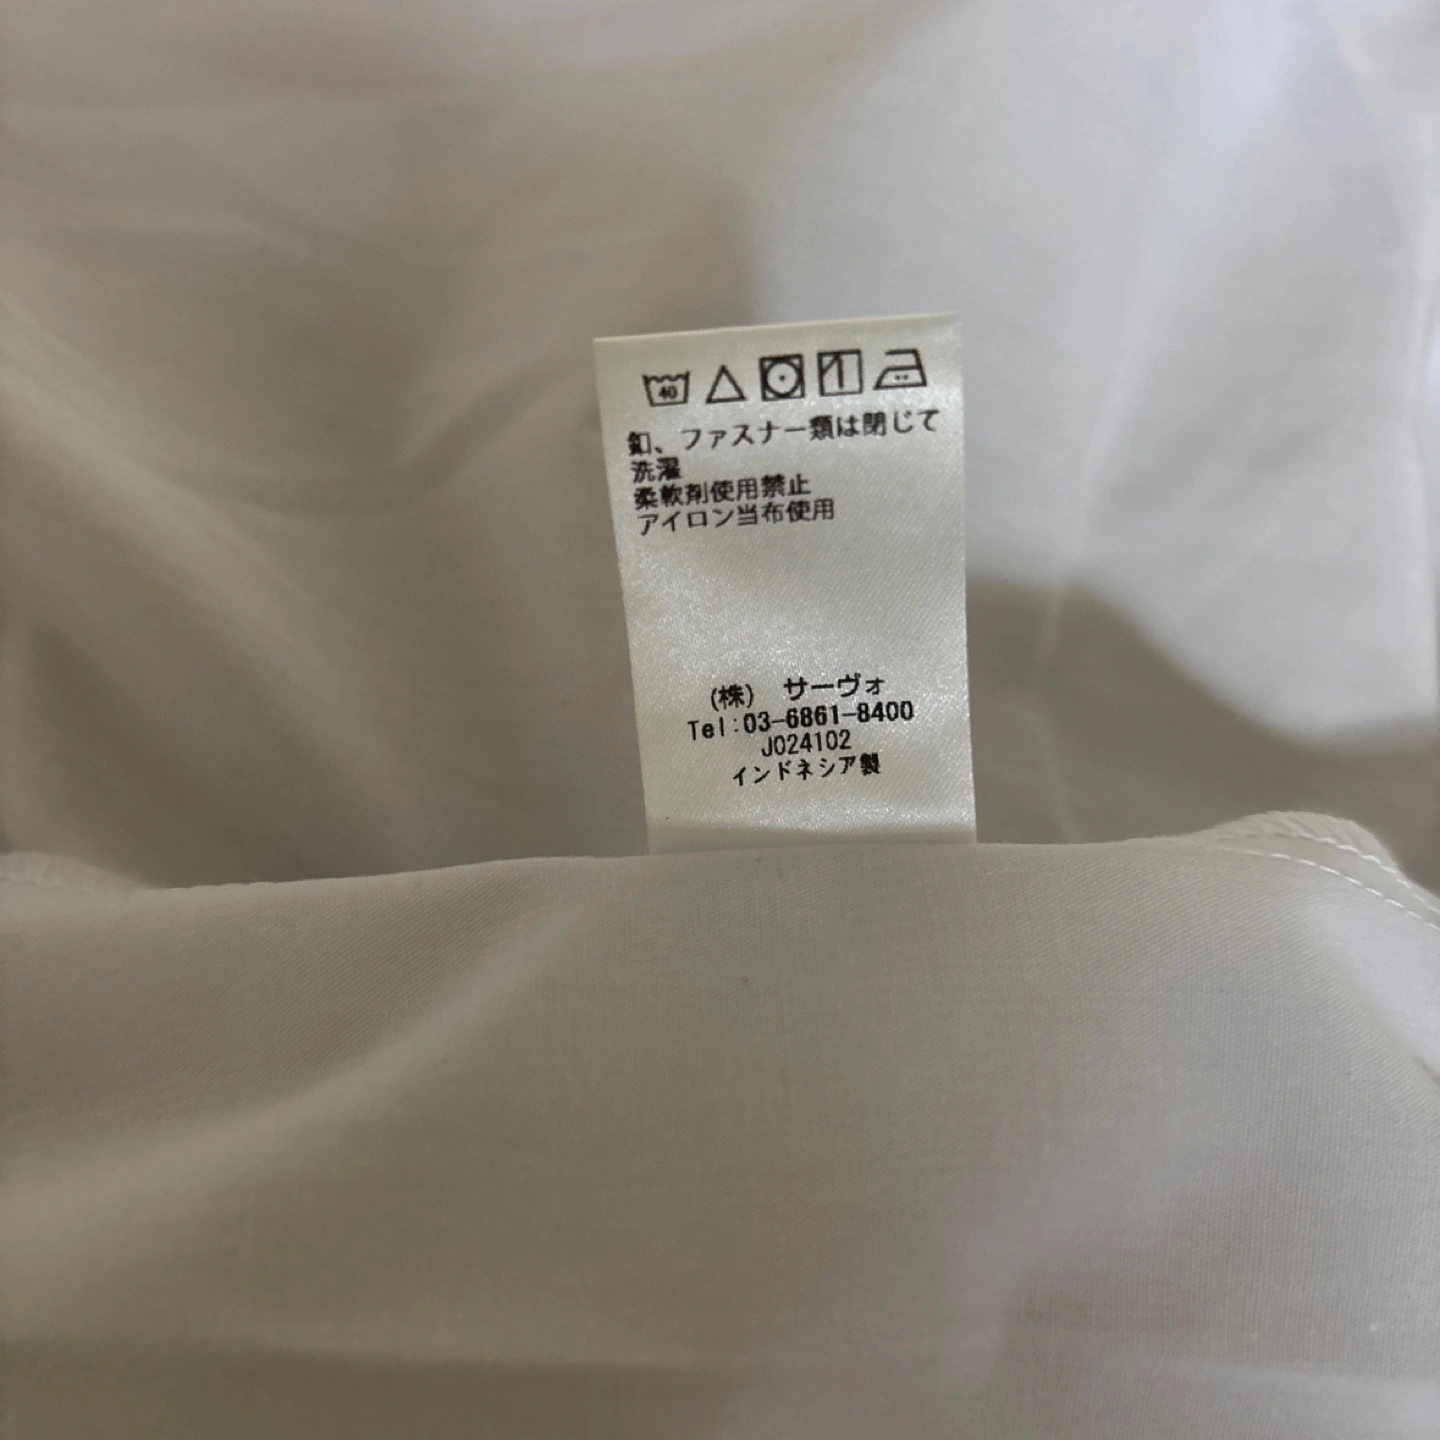 40
釦、ファスナー類は閉じて
洗濯
柔軟剤使用禁止
アイロン当布使用
(株) サーヴォ
Tel:03-6861-8400
J024102
インドネシア製